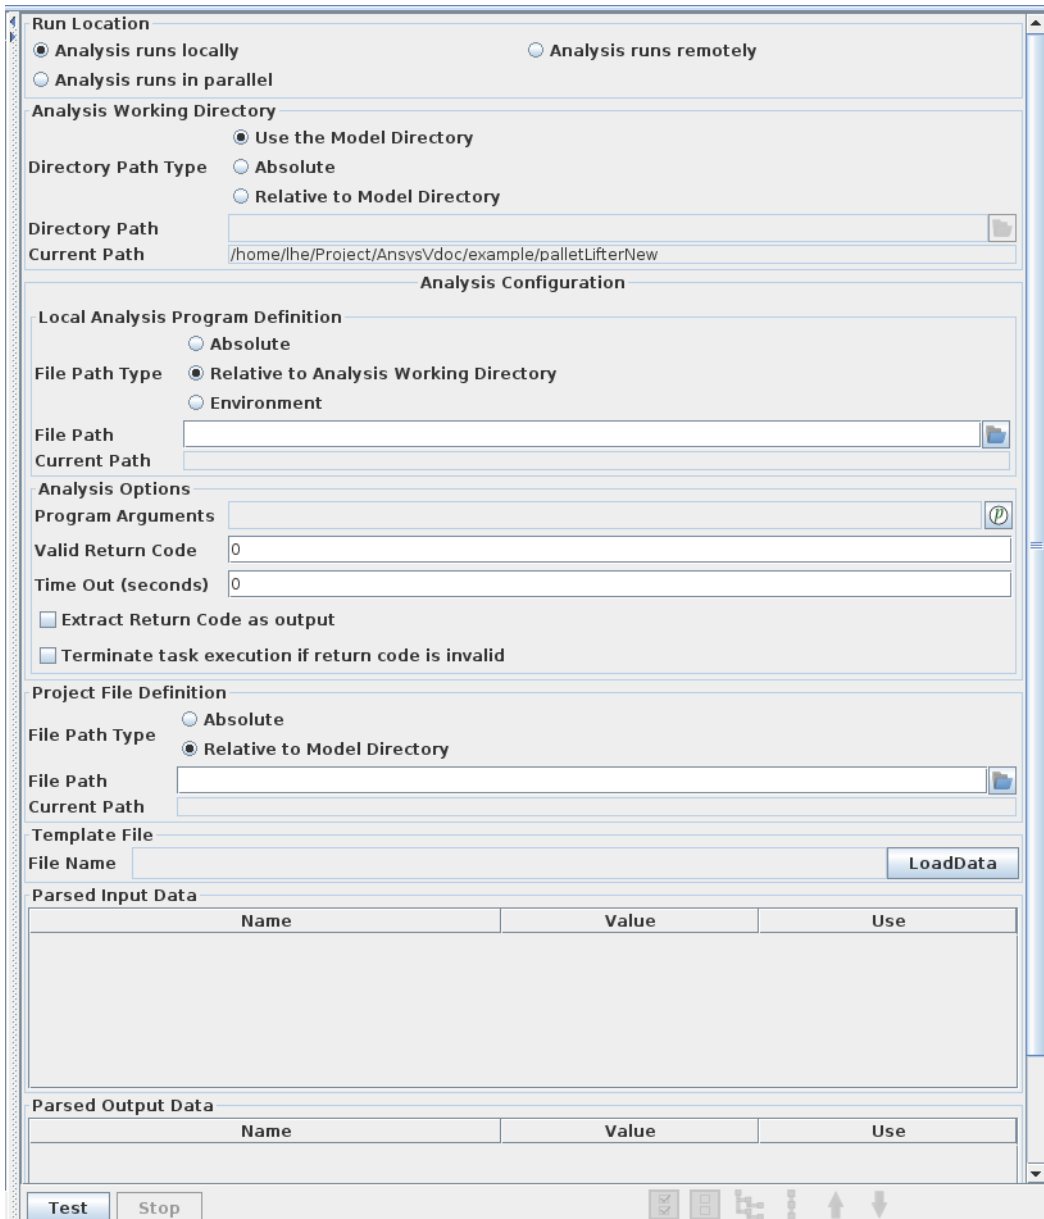 Run Location
Analysis runs locally Analysis runs remotely
Analysis runs in parallel
Analysis Working Directory
Use the Model Directory
Directory Path Type Absolute
Relative to Model Directory
Directory Path
Current Path /home/lhe/Project/AnsysVdoc/example/palletLifterNew
Analysis Configuration
Local Analysis Program Definition
Absolute
File Path Type Relative to Analysis Working Directory
Environment
File Path
Current Path
Analysis Options
Program Arguments p
Valid Return Code 0
Time Out (seconds) 0
Extract Return Code as output
Terminate task execution if return code is invalid
Project File Definition
Absolute
File Path Type
Relative to Model Directory
File Path
Current Path
Template File
File Name LoadData
Parsed Input Data
Name Value Use
Parsed Output Data
Name Value Use
Test Stop